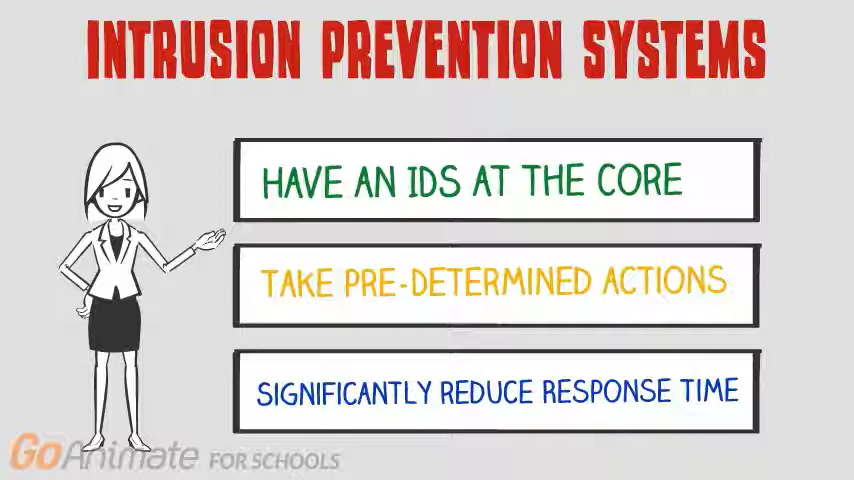 INTRUSION PREVENTION SYSTEMS
HAVE AN IDS AT THE CORE
TAKE PRE-DETERMINED ACTIONS
SIGNIFICANTLY REDUCE RESPONSE TIME
GoAnimate FOR SCHOOLS